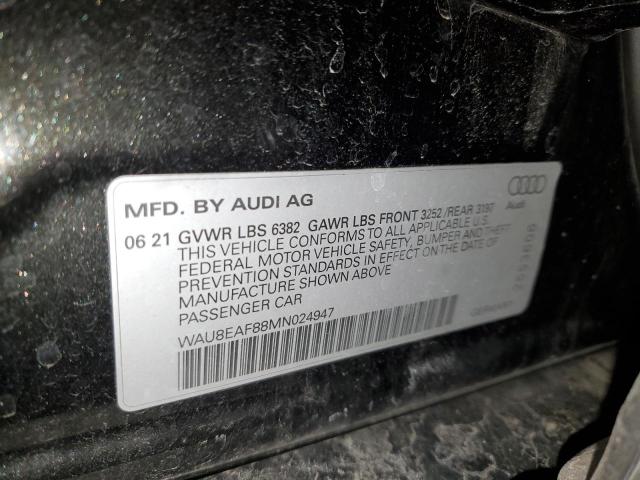 MFD. BY AUDI AG
Audi
06 21 GVWR LBS 6382 GAWR LBS FRONT 3252 /REAR 3197
THIS VEHICLE CONFORMS TO ALL APPLICABLE U.S.
FEDERAL MOTOR VEHICLE SAFETY, BUMPER AND THEFT
PREVENTION STANDARDS IN EFFECT ON THE DATE OF
MANUFACTURE SHOWN ABOVE
PASSENGER CAR
WAU8EAF88MN024947
GERMANY